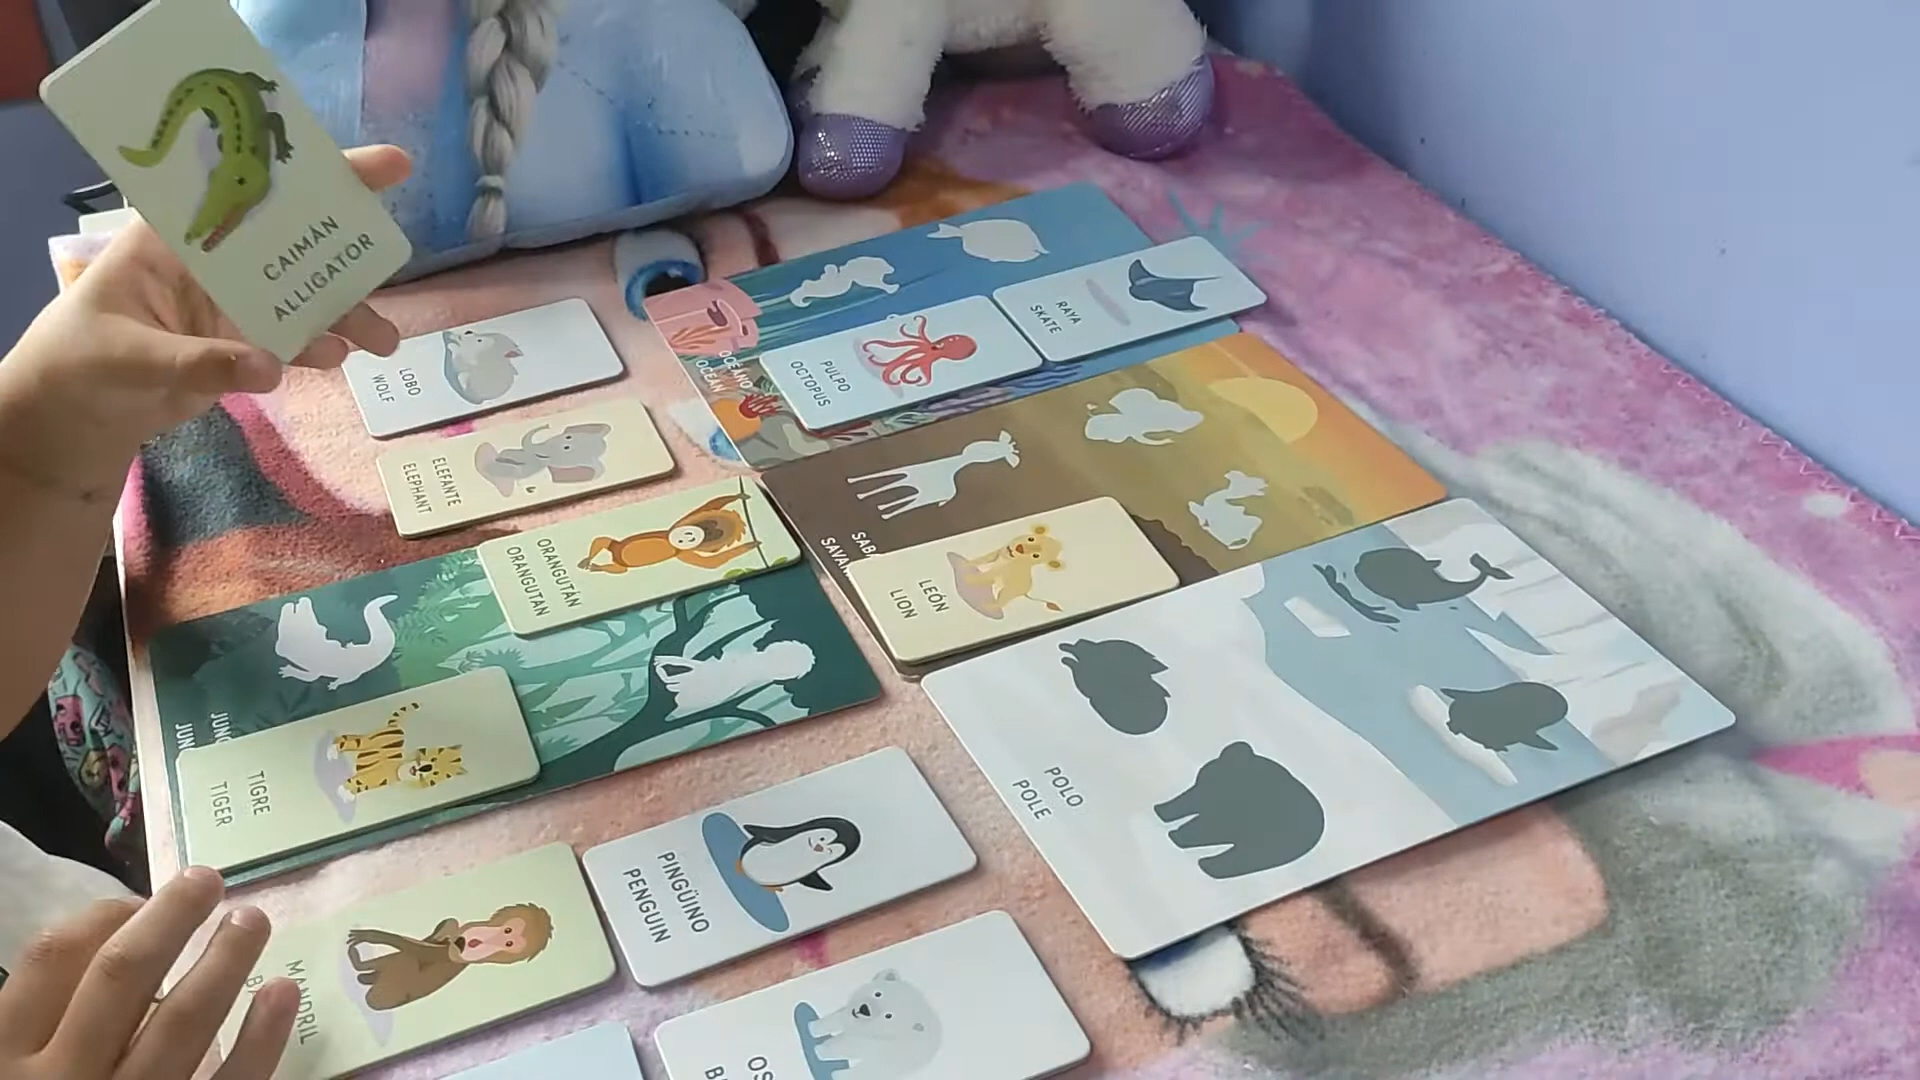 CAIMÁN
ALLIGATOR
LOBO
WOLF
ELEFANTE
ELEPHANT
ORANGUTÁN
ORANGUTAN
OCÉANO
OCEAN
PULPO
OCTOPUS
RAYA
SKATE
LEÓN
LION
TIGRE
TIGER
POLO
POLE
PINGÜINO
PENGUIN
MANDRIL